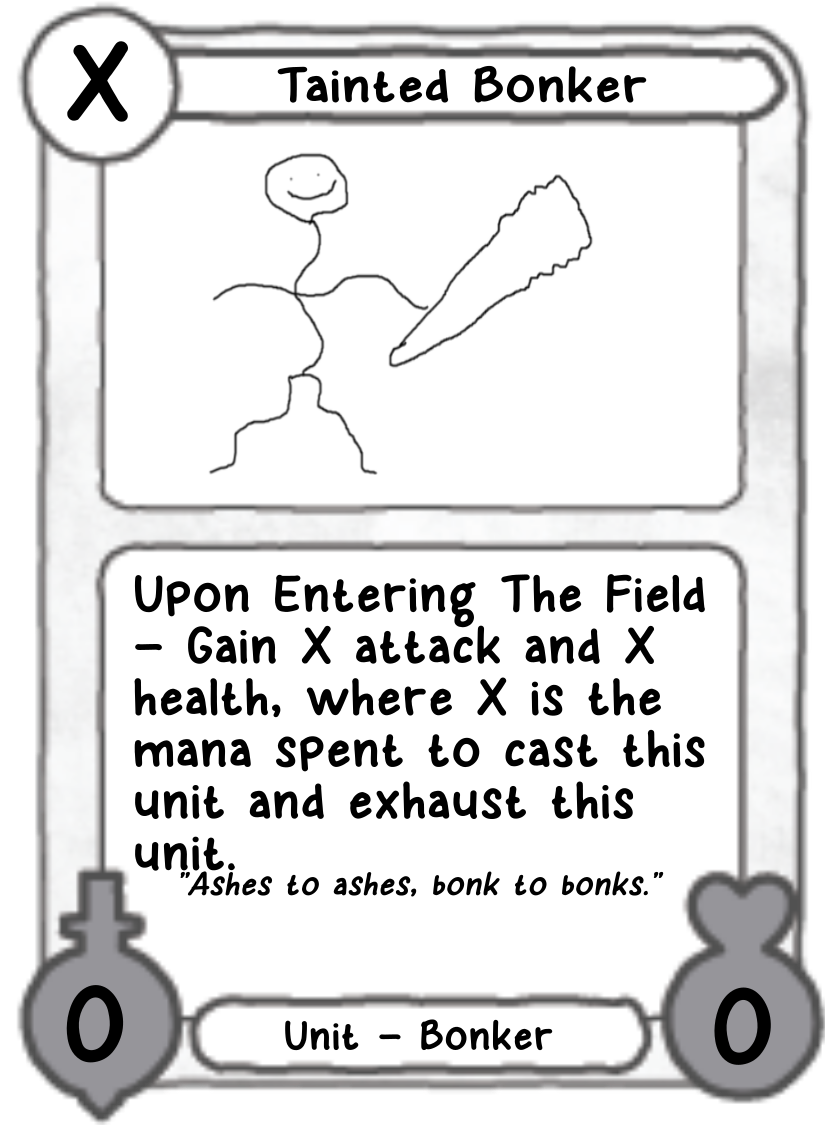 X
Tainted Bonker
Upon Entering The Field
– Gain X attack and X
health, where X is the
mana spent to cast this
unit and exhaust this
unit.
"Ashes to ashes, bonk to bonks."
0
Unit – Bonker
0